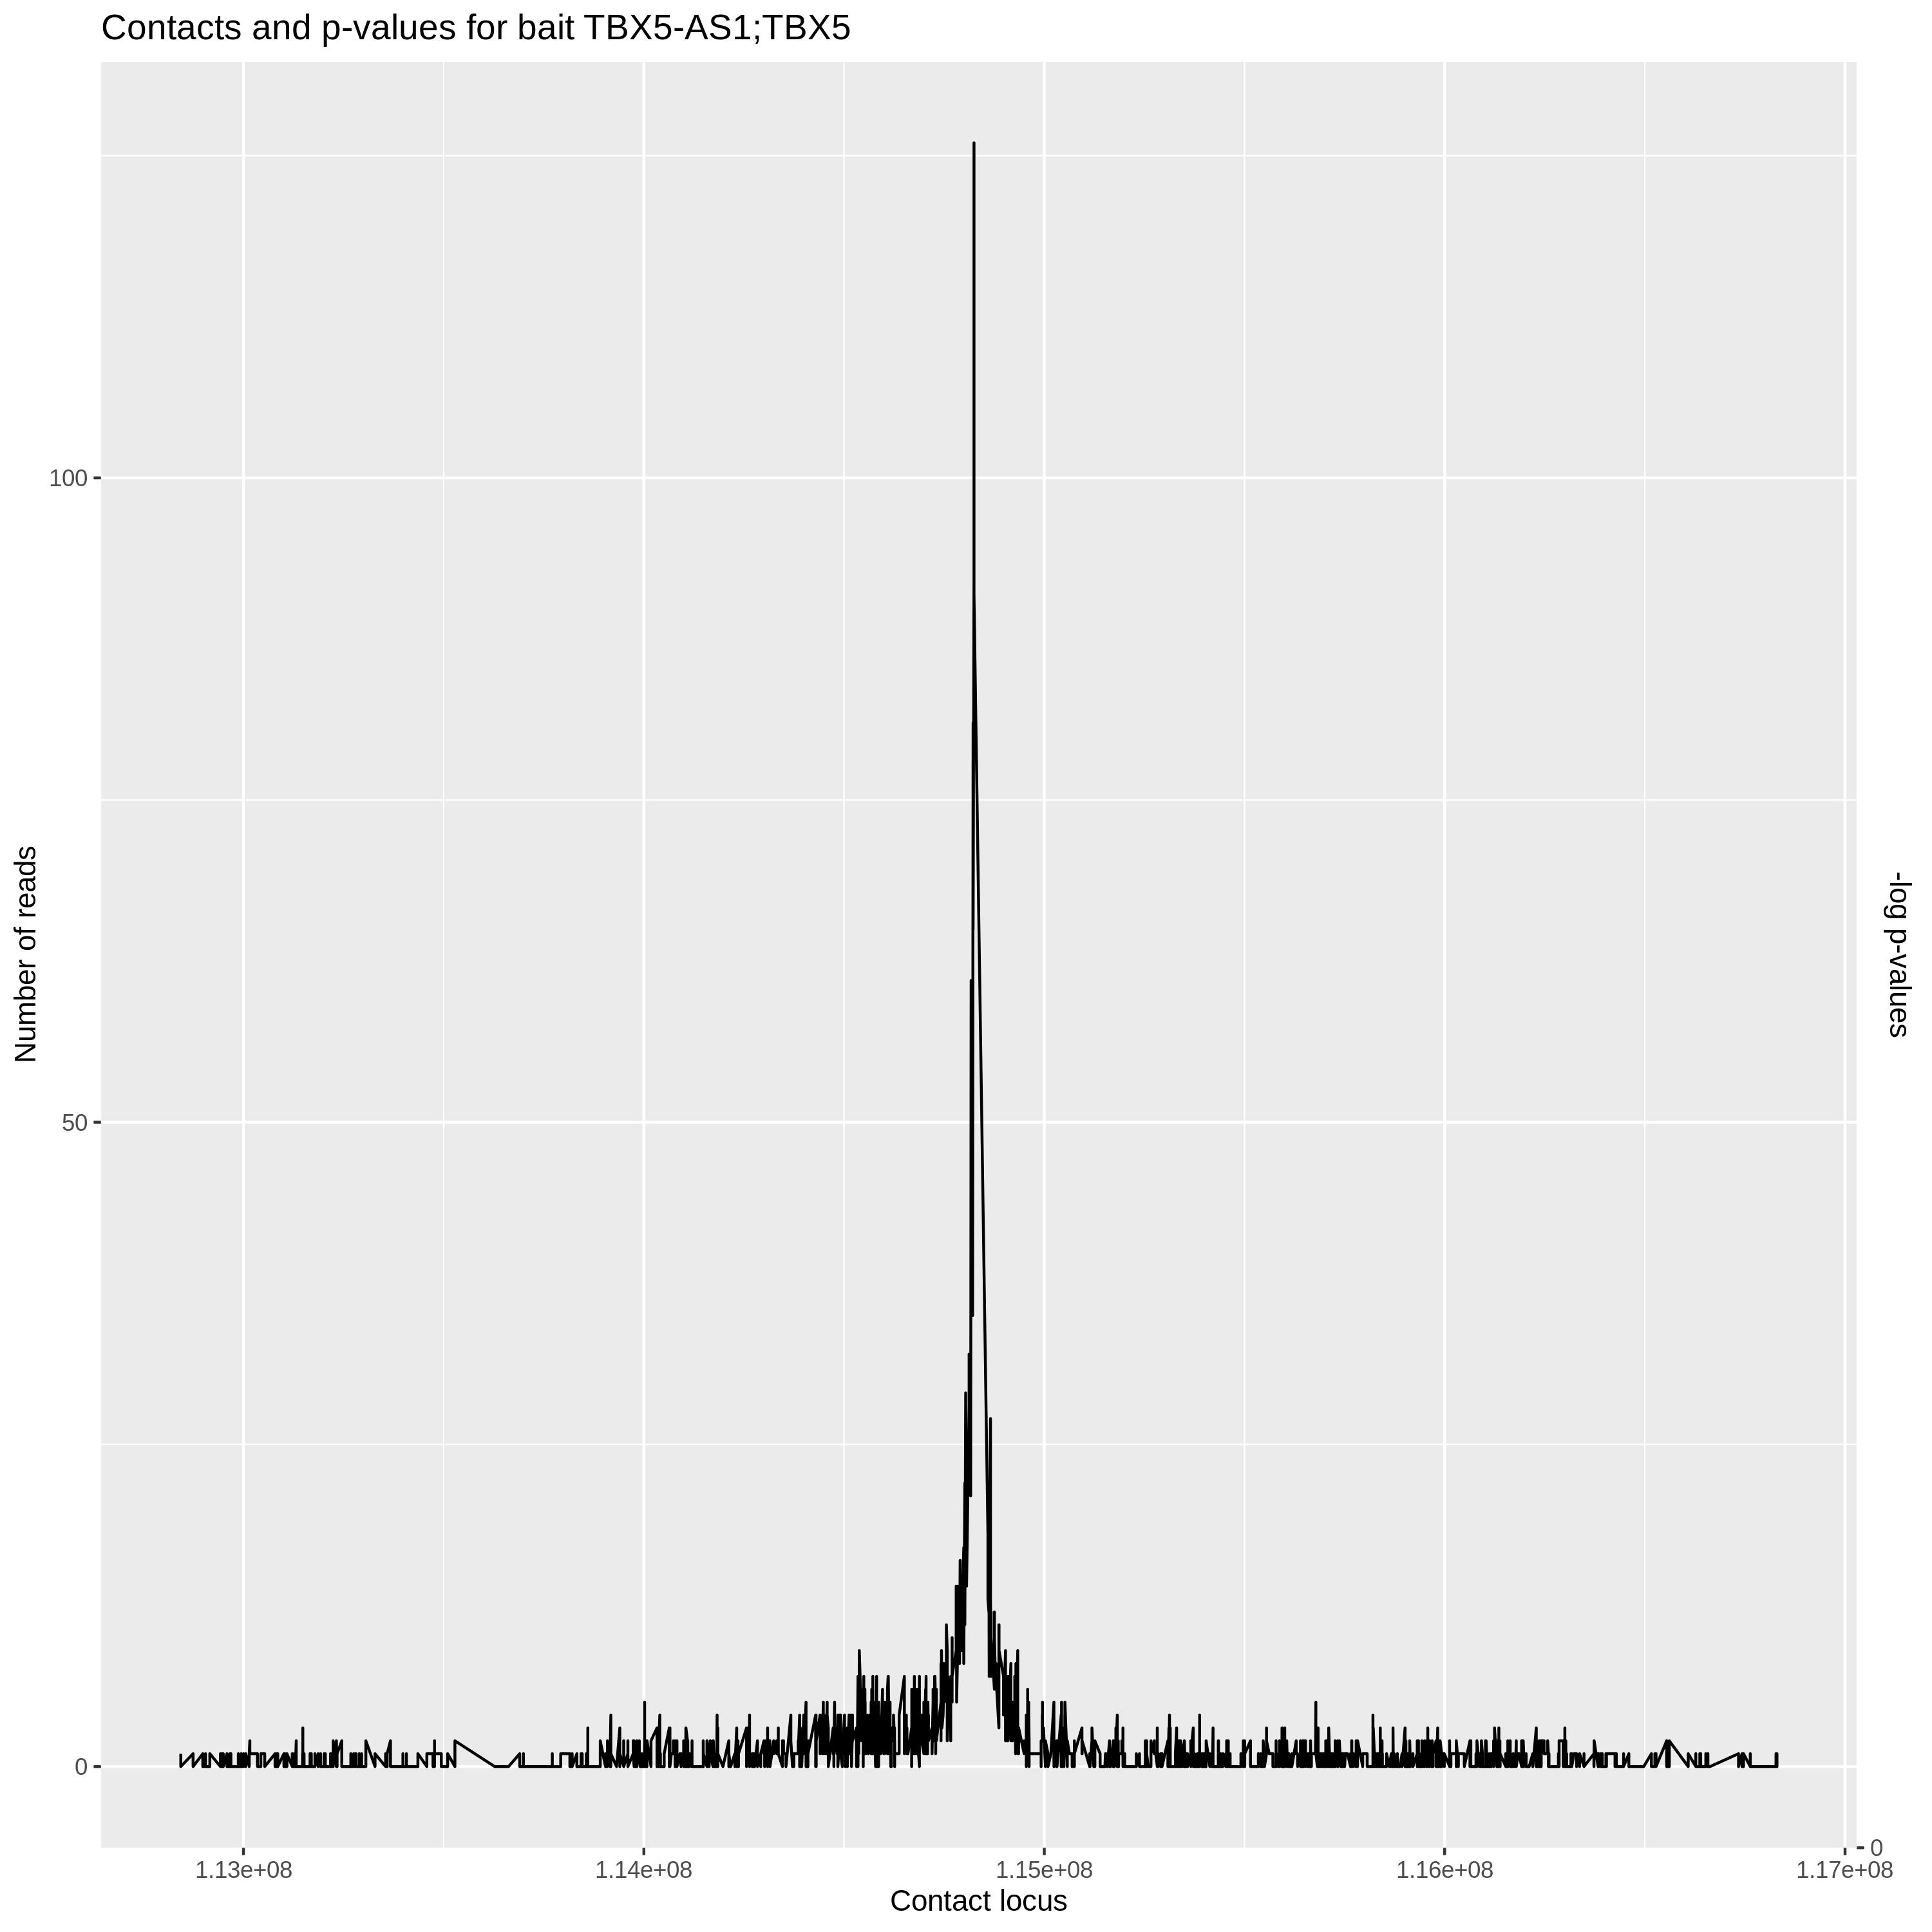 Contacts and p-values for bait TBX5-AS1;TBX5
Number of reads
100
50
0
-log p-values
0
1.13e+08
1.14e+08
1.15e+08
1.16e+08
1.17e+08
Contact locus